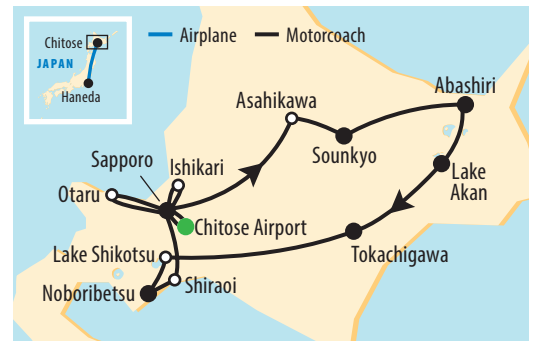 Chitose
JAPAN
Haneda
Airplane
Motorcoach
Abashiri
Asahikawa
Sounkyo
Sapporo
Ishikari
Lake
Akan
Otaru
Chitose Airport
Lake Shikotsu
Tokachigawa
Noboribetsu
Shiraoi